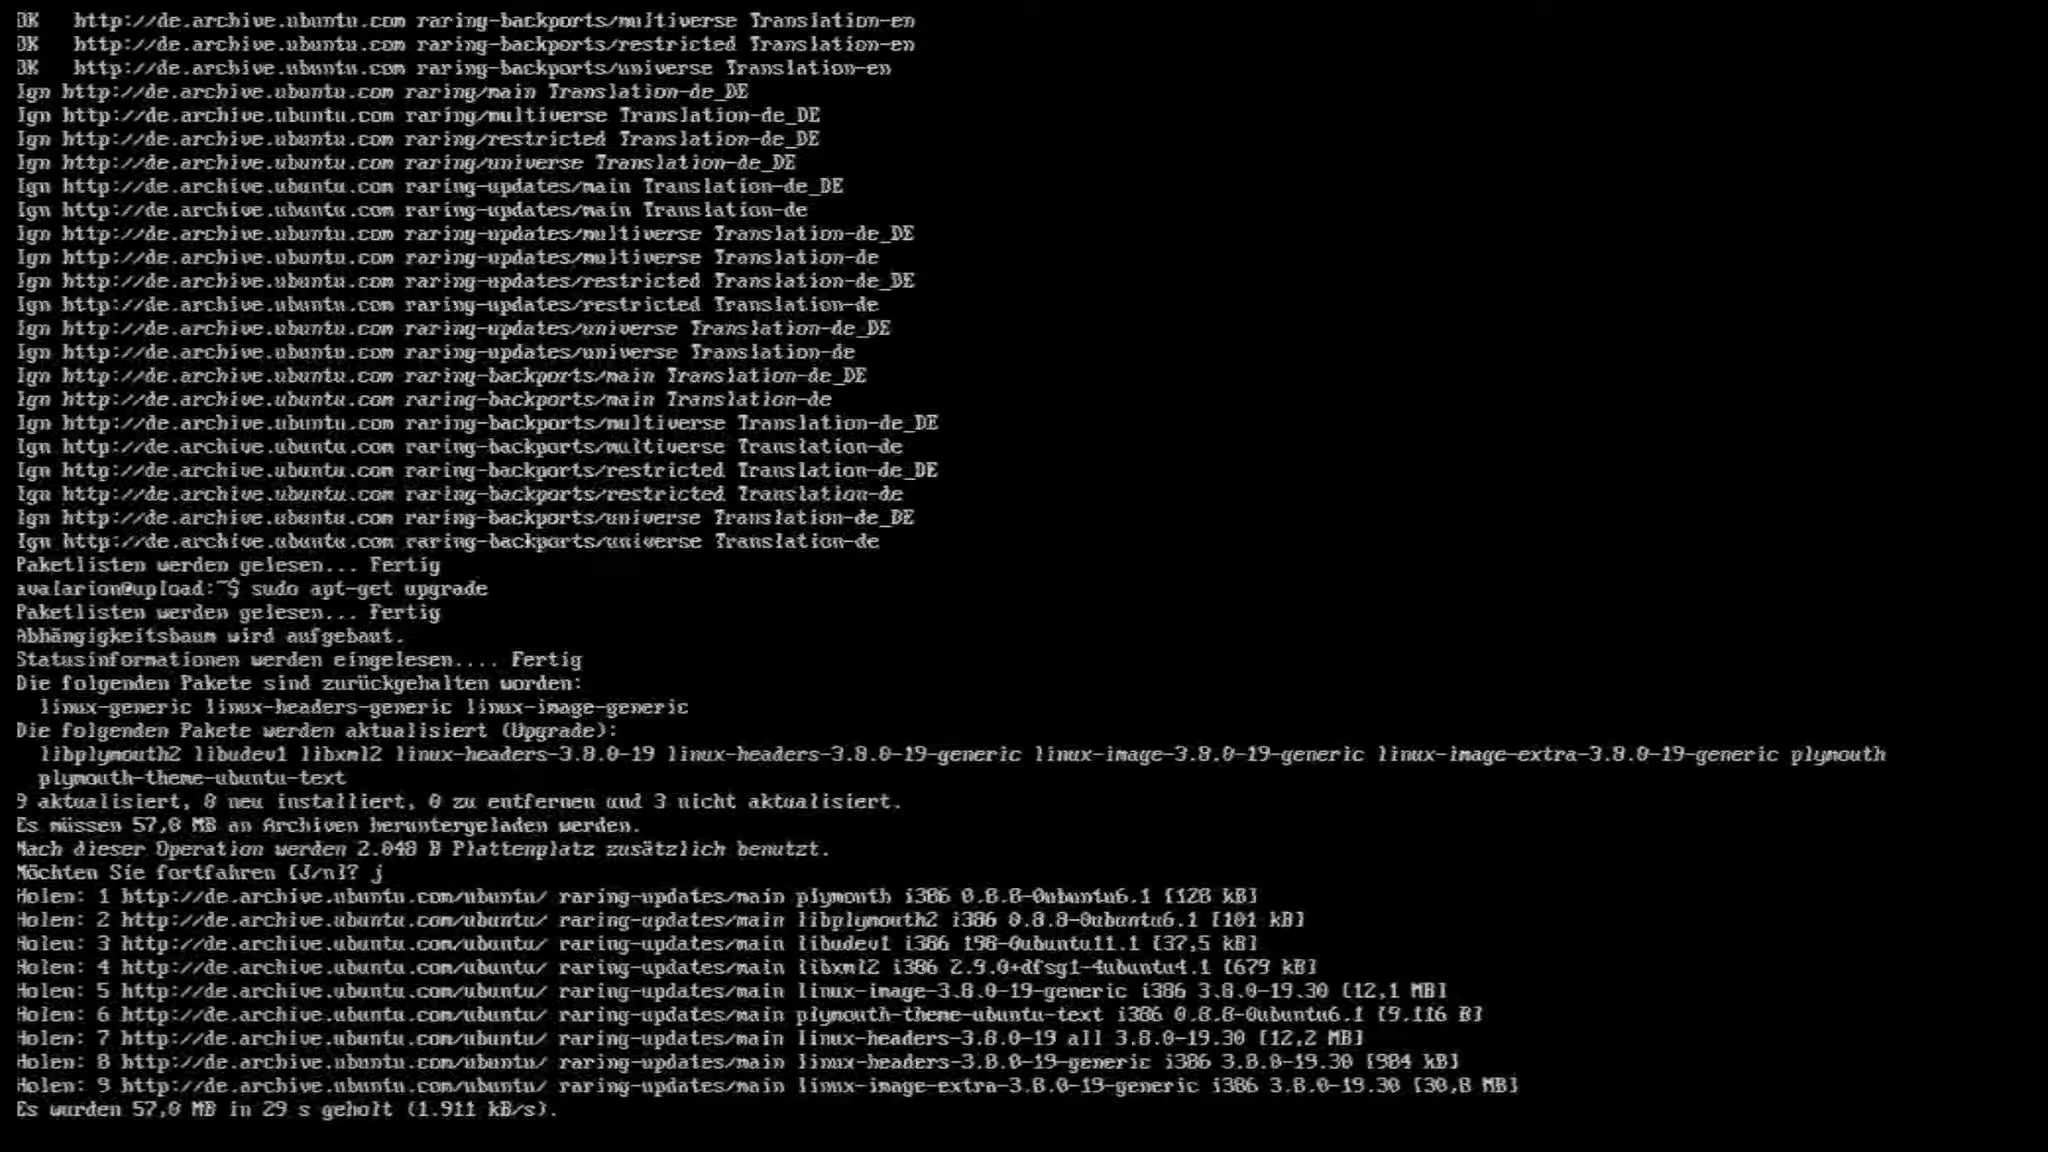 OK   http://de.archive.ubuntu.com raring-backports/multiverse Translation-en
OK   http://de.archive.ubuntu.com raring-backports/restricted Translation-en
OK   http://de.archive.ubuntu.com raring-backports/universe Translation-en
Ign http://de.archive.ubuntu.com raring/main Translation-de_DE
Ign http://de.archive.ubuntu.com raring/multiverse Translation-de_DE
Ign http://de.archive.ubuntu.com raring/restricted Translation-de_DE
Ign http://de.archive.ubuntu.com raring/universe Translation-de_DE
Ign http://de.archive.ubuntu.com raring-updates/main Translation-de_DE
Ign http://de.archive.ubuntu.com raring-updates/main Translation-de
Ign http://de.archive.ubuntu.com raring-updates/multiverse Translation-de_DE
Ign http://de.archive.ubuntu.com raring-updates/multiverse Translation-de
Ign http://de.archive.ubuntu.com raring-updates/restricted Translation-de_DE
Ign http://de.archive.ubuntu.com raring-updates/restricted Translation-de
Ign http://de.archive.ubuntu.com raring-updates/universe Translation-de_DE
Ign http://de.archive.ubuntu.com raring-updates/universe Translation-de
Ign http://de.archive.ubuntu.com raring-backports/main Translation-de_DE
Ign http://de.archive.ubuntu.com raring-backports/main Translation-de
Ign http://de.archive.ubuntu.com raring-backports/multiverse Translation-de_DE
Ign http://de.archive.ubuntu.com raring-backports/multiverse Translation-de
Ign http://de.archive.ubuntu.com raring-backports/restricted Translation-de_DE
Ign http://de.archive.ubuntu.com raring-backports/restricted Translation-de
Ign http://de.archive.ubuntu.com raring-backports/universe Translation-de_DE
Ign http://de.archive.ubuntu.com raring-backports/universe Translation-de
Paketlisten werden gelesen... Fertig
avalarion@upload:~$ sudo apt-get upgrade
Paketlisten werden gelesen... Fertig
Abhängigkeitsbaum wird aufgebaut.
Statusinformationen werden eingelesen.... Fertig
Die folgenden Pakete sind zurückgehalten worden:
  linux-generic linux-headers-generic linux-image-generic
Die folgenden Pakete werden aktualisiert (Upgrade):
  libplymouth2 libudev1 libxml2 linux-headers-3.8.0-19 linux-headers-3.8.0-19-generic linux-image-3.8.0-19-generic linux-image-extra-3.8.0-19-generic plymouth
  plymouth-theme-ubuntu-text
9 aktualisiert, 0 neu installiert, 0 zu entfernen und 3 nicht aktualisiert.
Es müssen 57,0 MB an Archiven heruntergeladen werden.
Nach dieser Operation werden 2.048 B Plattenplatz zusätzlich benutzt.
Möchten Sie fortfahren [J/n]? j
Holen: 1 http://de.archive.ubuntu.com/ubuntu/ raring-updates/main plymouth i386 0.8.8-0ubuntu6.1 [128 kB]
Holen: 2 http://de.archive.ubuntu.com/ubuntu/ raring-updates/main libplymouth2 i386 0.8.8-0ubuntu6.1 [101 kB]
Holen: 3 http://de.archive.ubuntu.com/ubuntu/ raring-updates/main libudev1 i386 198-0ubuntu11.1 [37,5 kB]
Holen: 4 http://de.archive.ubuntu.com/ubuntu/ raring-updates/main libxml2 i386 2.9.0+dfsg1-4ubuntu4.1 [679 kB]
Holen: 5 http://de.archive.ubuntu.com/ubuntu/ raring-updates/main linux-image-3.8.0-19-generic i386 3.8.0-19.30 [12,1 MB]
Holen: 6 http://de.archive.ubuntu.com/ubuntu/ raring-updates/main plymouth-theme-ubuntu-text i386 0.8.8-0ubuntu6.1 [9.116 B]
Holen: 7 http://de.archive.ubuntu.com/ubuntu/ raring-updates/main linux-headers-3.8.0-19 all 3.8.0-19.30 [12,2 MB]
Holen: 8 http://de.archive.ubuntu.com/ubuntu/ raring-updates/main linux-headers-3.8.0-19-generic i386 3.8.0-19.30 [984 kB]
Holen: 9 http://de.archive.ubuntu.com/ubuntu/ raring-updates/main linux-image-extra-3.8.0-19-generic i386 3.8.0-19.30 [30,8 MB]
Es wurden 57,0 MB in 29 s geholt (1.911 kB/s).